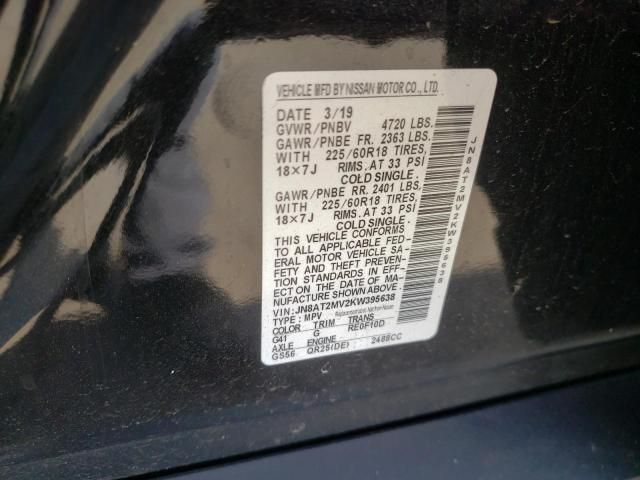 VEHICLE MFD BY NISSAN MOTOR CO., LTD.
DATE 3/19
GVWR/PNBV 4720 LBS.
GAWR/PNBE FR. 2363 LBS.
WITH 225/60R18 TIRES,
18×7J RIMS. AT 33 PSI
COLD SINGLE.
GAWR/PNBE RR. 2401 LBS.
WITH 225/60R18 TIRES,
18×7J RIMS. AT 33 PSI
COLD SINGLE.
THIS VEHICLE CONFORMS
TO ALL APPLICABLE FED-
ERAL MOTOR VEHICLE SA-
FETY AND THEFT PREVEN-
TION STANDARDS IN EFF-
ECT ON THE DATE OF MA-
NUFACTURE SHOWN ABOVE.
VIN: JN8AT2MV2KW395638
TYPE: MPV
COLOR TRIM TRANS
G41 G RE0F10D
AXLE ENGINE
GS56 QR25(DE) 2488CC
JN8AT2MV2KW395638